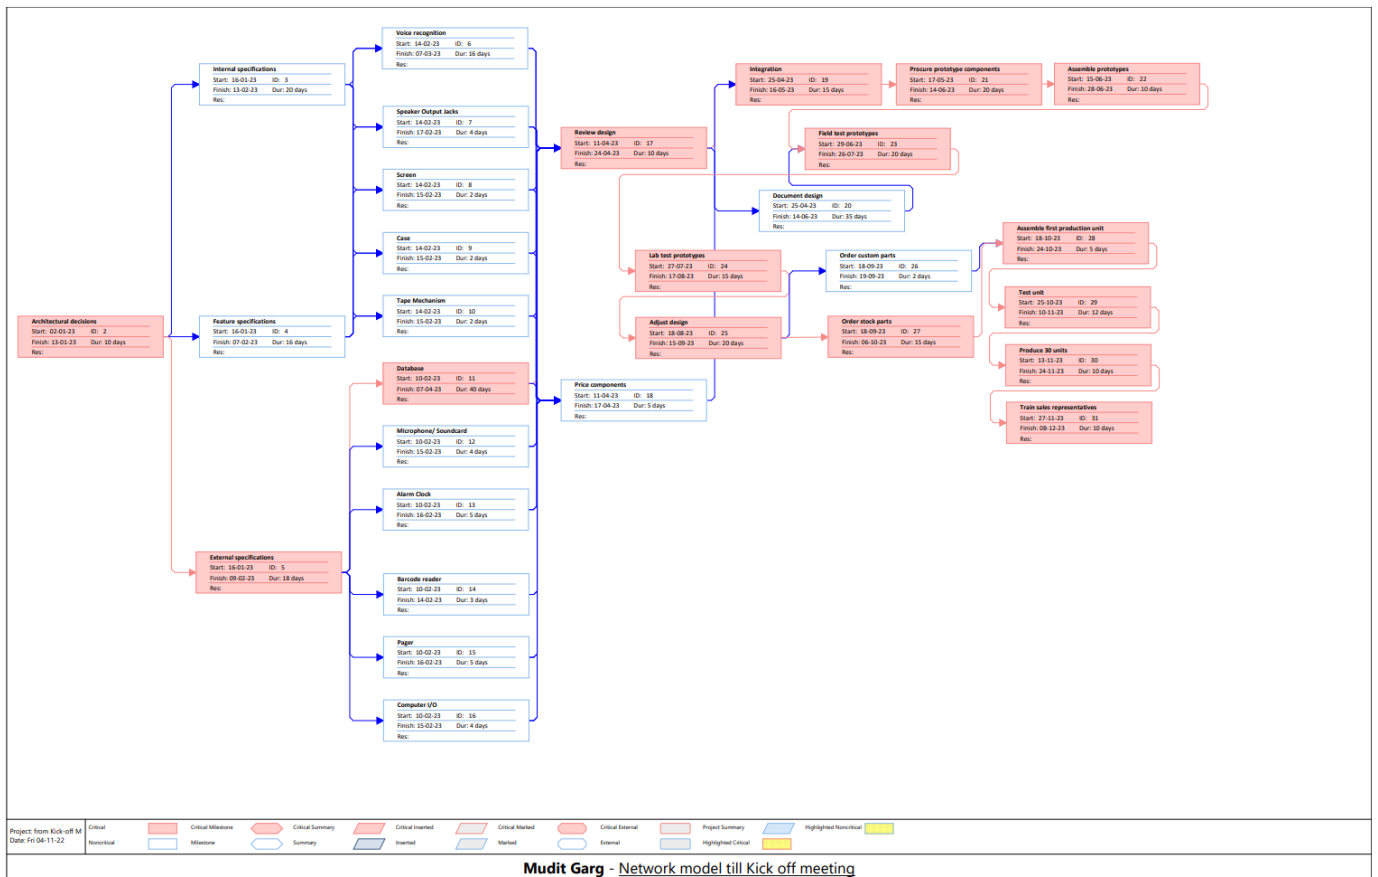 Voice recognition
Start: 14-02-23 ID: 6
Finish: 07-03-23 Dur: 16 days
Res:
Internal specifications
Start: 16-01-23 ID: 3
Finish: 13-02-23 Dur: 20 days
Res:
Integration
Start: 25-04-23 ID: 19
Finish: 16-05-23 Dur: 15 days
Res:
Procure prototype components
Start: 17-05-23 ID: 21
Finish: 14-06-23 Dur: 20 days
Res:
Assemble prototypes
Start: 15-06-23 ID: 22
Finish: 28-06-23 Dur: 10 days
Res:
Speaker Output Jacks
Start: 14-02-23 ID: 7
Finish: 17-02-23 Dur: 4 days
Res:
Review design
Start: 11-04-23 ID: 17
Finish: 24-04-23 Dur: 10 days
Res:
Field test prototypes
Start: 29-06-23 ID: 23
Finish: 26-07-23 Dur: 20 days
Res:
Screen
Start: 14-02-23 ID: 8
Finish: 15-02-23 Dur: 2 days
Res:
Document design
Start: 25-04-23 ID: 20
Finish: 14-06-23 Dur: 35 days
Res:
Case
Start: 14-02-23 ID: 9
Finish: 15-02-23 Dur: 2 days
Res:
Assemble first production unit
Start: 18-10-23 ID: 28
Finish: 24-10-23 Dur: 5 days
Res:
Lab test prototypes
Start: 27-07-23 ID: 24
Finish: 17-08-23 Dur: 15 days
Res:
Order custom parts
Start: 18-09-23 ID: 26
Finish: 19-09-23 Dur: 2 days
Res:
Tape Mechanism
Start: 14-02-23 ID: 10
Finish: 15-02-23 Dur: 2 days
Res:
Test unit
Start: 25-10-23 ID: 29
Finish: 10-11-23 Dur: 12 days
Res:
Architectural decisions
Start: 02-01-23 ID: 2
Finish: 13-01-23 Dur: 10 days
Res:
Feature specifications
Start: 16-01-23 ID: 4
Finish: 07-02-23 Dur: 16 days
Res:
Adjust design
Start: 18-08-23 ID: 25
Finish: 15-09-23 Dur: 20 days
Res:
Order stock parts
Start: 18-09-23 ID: 27
Finish: 06-10-23 Dur: 15 days
Res:
Produce 30 units
Start: 13-11-23 ID: 30
Finish: 24-11-23 Dur: 10 days
Res:
Database
Start: 10-02-23 ID: 11
Finish: 07-04-23 Dur: 40 days
Res:
Price components
Start: 11-04-23 ID: 18
Finish: 17-04-23 Dur: 5 days
Res:
Train sales representatives
Start: 27-11-23 ID: 31
Finish: 08-12-23 Dur: 10 days
Res:
Microphone/ Soundcard
Start: 10-02-23 ID: 12
Finish: 15-02-23 Dur: 4 days
Res:
Alarm Clock
Start: 10-02-23 ID: 13
Finish: 16-02-23 Dur: 5 days
Res:
External specifications
Start: 16-01-23 ID: 5
Finish: 09-02-23 Dur: 18 days
Res:
Barcode reader
Start: 10-02-23 ID: 14
Finish: 14-02-23 Dur: 3 days
Res:
Pager
Start: 10-02-23 ID: 15
Finish: 16-02-23 Dur: 5 days
Res:
Computer I/O
Start: 10-02-23 ID: 16
Finish: 15-02-23 Dur: 4 days
Res:
Project: from Kick-off M
Date: Fri 04-11-22
Critical Critical Milestone Critical Summary Critical Inserted Critical Marked Critical External Project Summary Highlighted Noncritical
Noncritical Milestone Summary Inserted Marked External Highlighted Critical
Mudit Garg - Network model till Kick off meeting